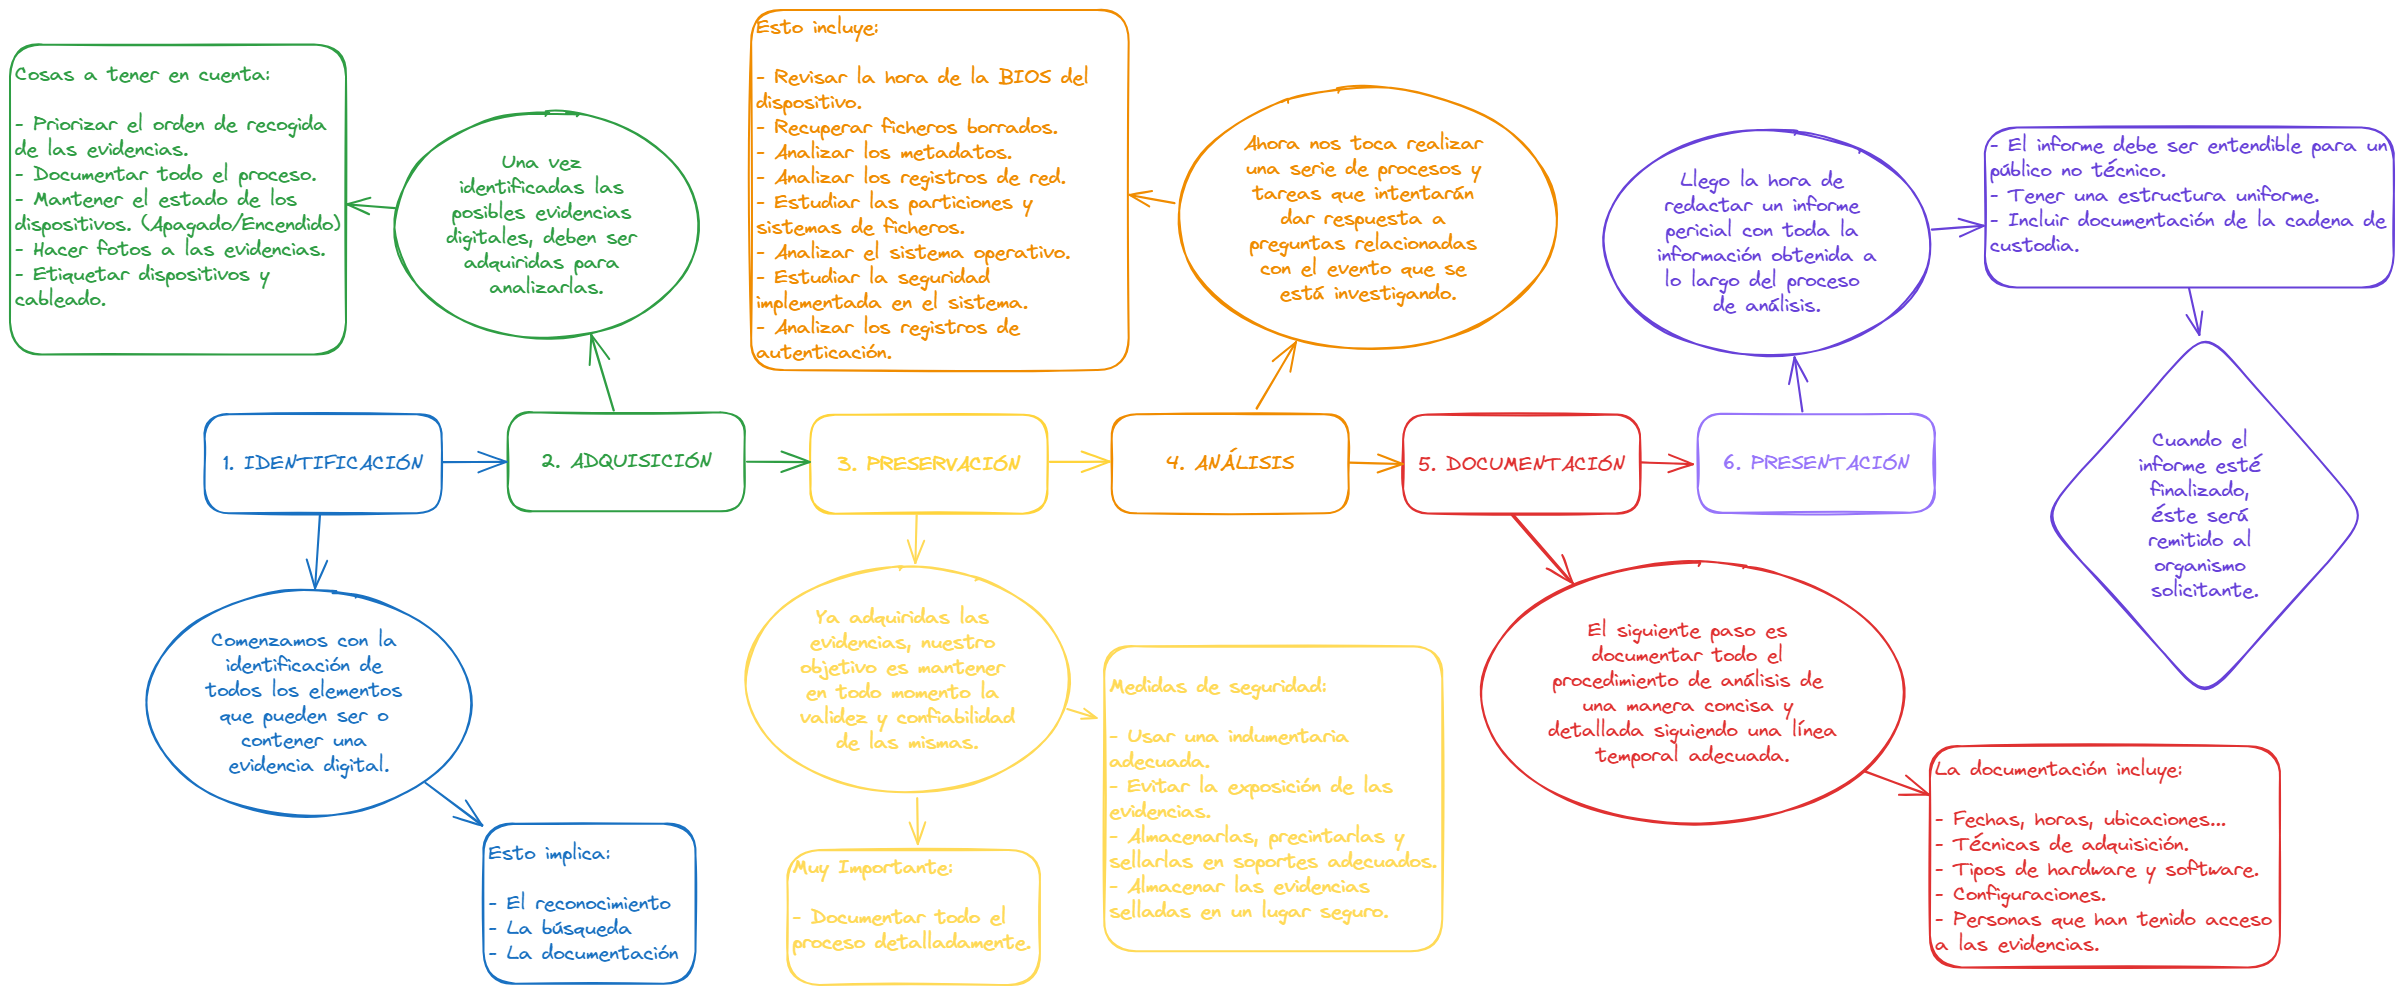 Cosas a tener en cuenta:
- Priorizar el orden de recogida
de las evidencias.
- Documentar todo el proceso.
- Mantener el estado de los
dispositivos. (Apagado/Encendido)
- Hacer fotos a las evidencias.
- Etiquetar dispositivos y
cableado.
Una vez
identificadas las
posibles evidencias
digitales, deben ser
adquiridas para
analizarlas.
Esto incluye:
- Revisar la hora de la BIOS del
dispositivo.
- Recuperar ficheros borrados.
- Analizar los metadatos.
- Analizar los registros de red.
- Estudiar las particiones y
sistemas de ficheros.
- Analizar el sistema operativo.
- Estudiar la seguridad
implementada en el sistema.
- Analizar los registros de
autenticación.
Ahora nos toca realizar
una serie de procesos y
tareas que intentarán
dar respuesta a
preguntas relacionadas
con el evento que se
está investigando.
Llego la hora de
redactar un informe
pericial con toda la
información obtenida a
lo largo del proceso
de análisis.
- El informe debe ser entendible para un
público no técnico.
- Tener una estructura uniforme.
- Incluir documentación de la cadena de
custodia.
1. IDENTIFICACIÓN
2. ADQUISICIÓN
3. PRESERVACIÓN
4. ANÁLISIS
5. DOCUMENTACIÓN
6. PRESENTACIÓN
Cuando el
informe esté
finalizado,
éste será
remitido al
organismo
solicitante.
Comenzamos con la
identificación de
todos los elementos
que pueden ser o
contener una
evidencia digital.
Esto implica:
- El reconocimiento
- La búsqueda
- La documentación
Ya adquiridas las
evidencias, nuestro
objetivo es mantener
en todo momento la
validez y confiabilidad
de las mismas.
Muy Importante:
- Documentar todo el
proceso detalladamente.
Medidas de seguridad:
- Usar una indumentaria
adecuada.
- Evitar la exposición de las
evidencias.
- Almacenarlas, precintarlas y
sellarlas en soportes adecuados.
- Almacenar las evidencias
selladas en un lugar seguro.
El siguiente paso es
documentar todo el
procedimiento de análisis de
una manera concisa y
detallada siguiendo una línea
temporal adecuada.
La documentación incluye:
- Fechas, horas, ubicaciones...
- Técnicas de adquisición.
- Tipos de hardware y software.
- Configuraciones.
- Personas que han tenido acceso
a las evidencias.